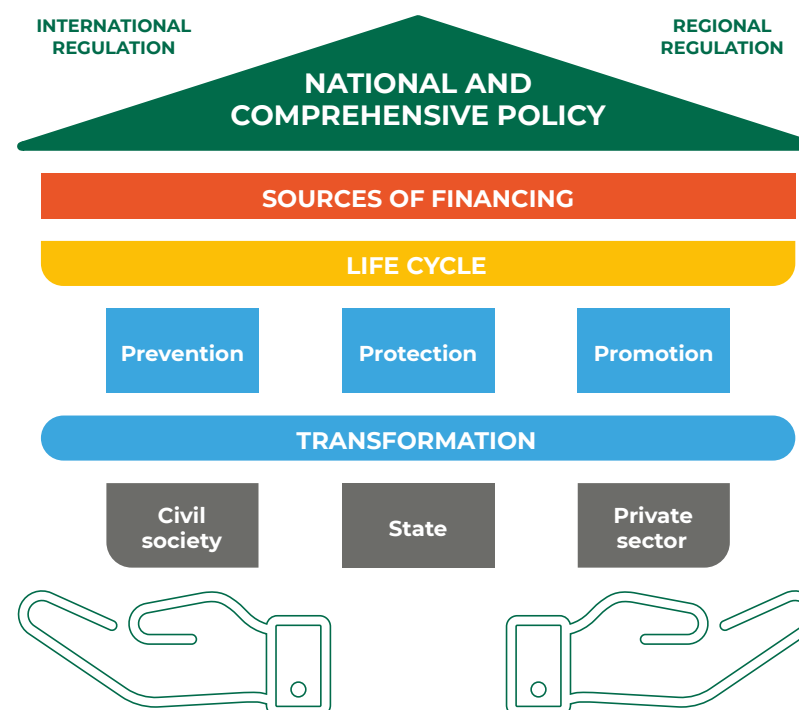 INTERNATIONAL
REGULATION
REGIONAL
REGULATION
NATIONAL AND
COMPREHENSIVE POLICY
SOURCES OF FINANCING
LIFE CYCLE
Prevention
Protection
Promotion
TRANSFORMATION
Civil
society
State
Private
sector